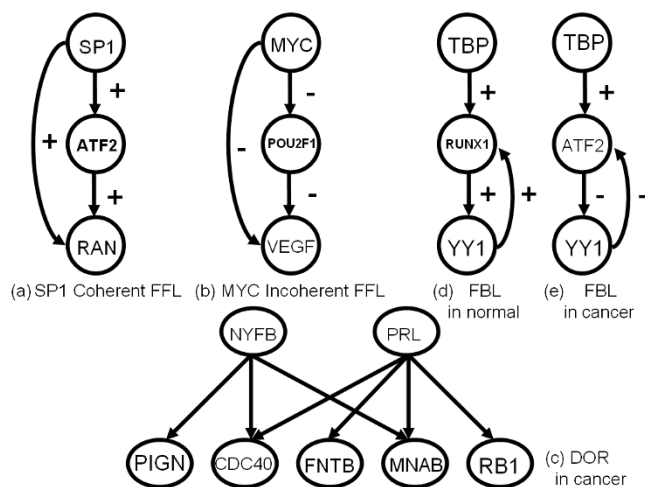 SP1
MYC
TBP
TBP
+
-
+
+
ATF2
POU2F1
RUNX1
ATF2
+
-
+
-
+
-
+
-
RAN
VEGF
YY1
YY1
(a) SP1 Coherent FFL
(b) MYC Incoherent FFL
(d) FBL
in normal
(e) FBL
in cancer
NYFB
PRL
PIGN
CDC40
FNTB
MNAB
RB1
(c) DOR
in cancer